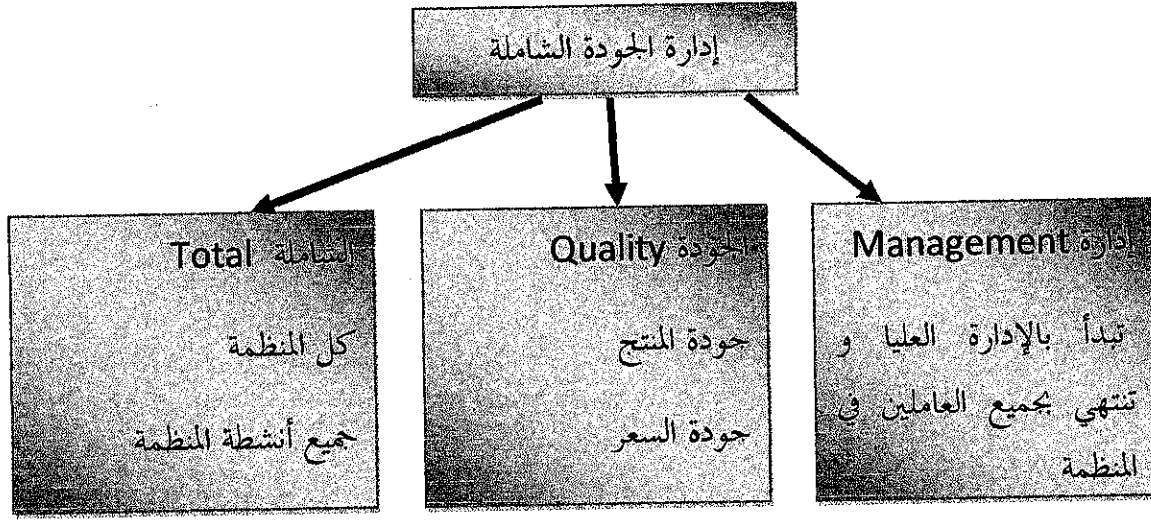 إدارة الجودة الشاملة
إدارة Management
تبدأ بالإدارة العليا و
تنتهي بجميع العاملين في
المنظمة
الجودة Quality
جودة المنتج
جودة السعر
الشاملة Total
كل المنظمة
جميع أنشطة المنظمة